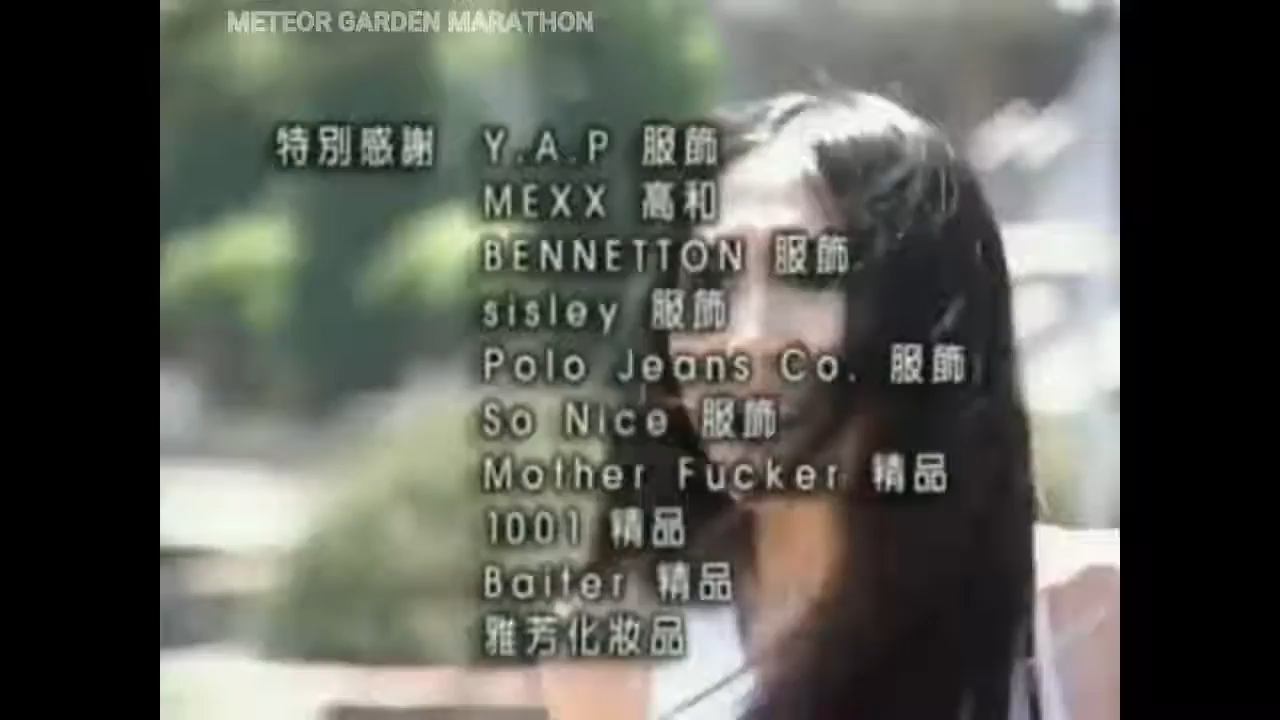 METEOR GARDEN MARATHON
特別感謝 Y.A.P 服飾
MEXX 高和
BENNETTON 服飾
sisley 服飾
Polo Jeans Co. 服飾
So Nice 服飾
Mother Fucker 精品
1001 精品
Baiter 精品
雅芳化妝品